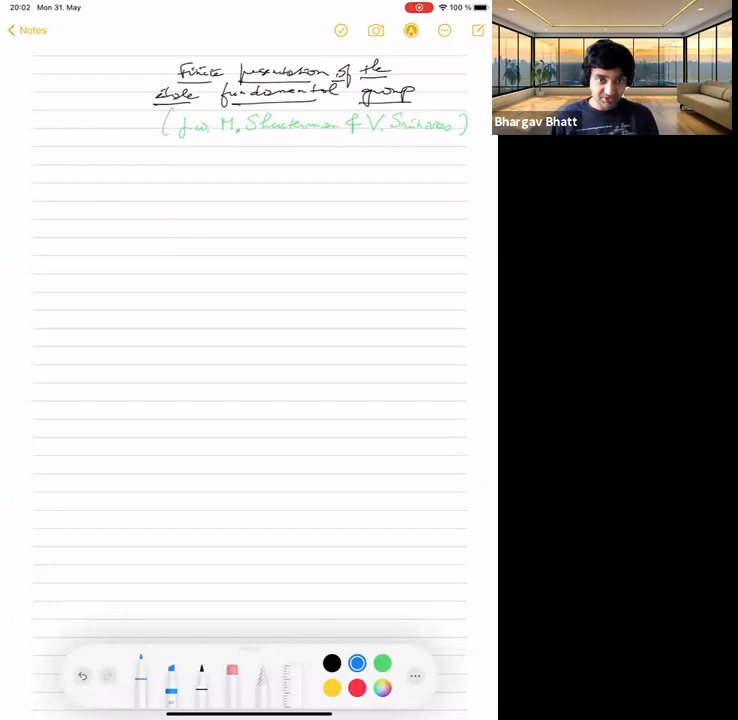 20:02 Mon 31. May 100 %
Notes
Finite presentation of the
étale fundamental group
(j.w. M. Shusterman & V. Srinivas)
Bhargav Bhatt